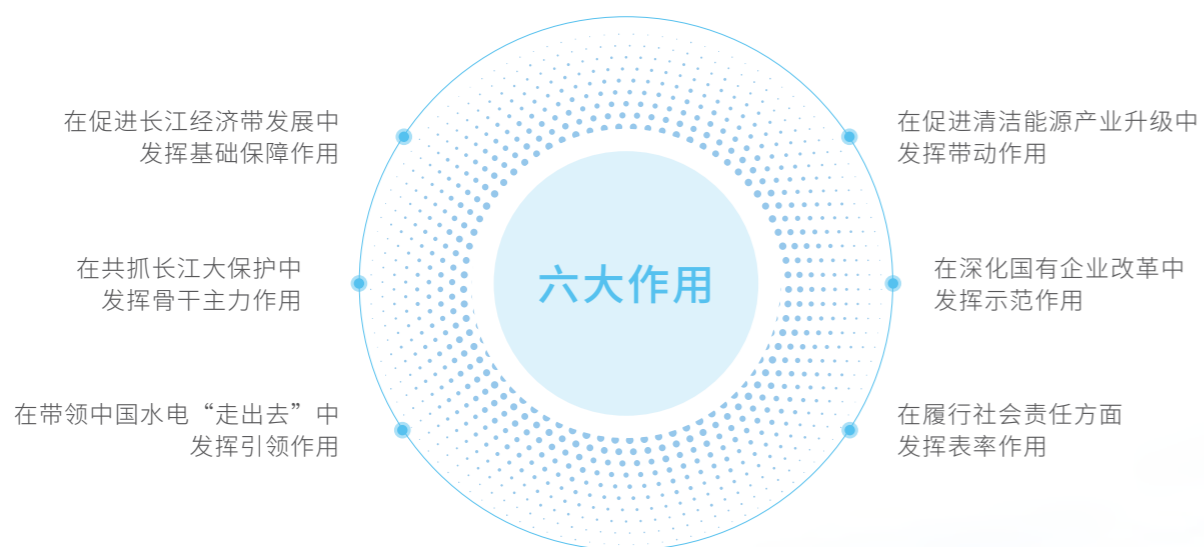 在促进长江经济带发展中
发挥基础保障作用
在共抓长江大保护中
发挥骨干主力作用
在带领中国水电“走出去”中
发挥引领作用
六大作用
在促进清洁能源产业升级中
发挥带动作用
在深化国有企业改革中
发挥示范作用
在履行社会责任方面
发挥表率作用